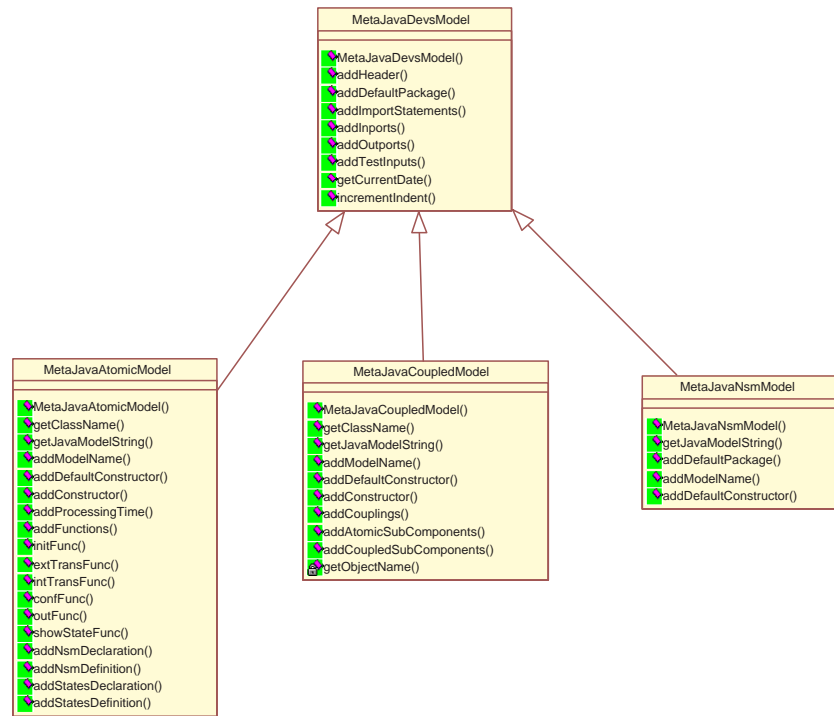 MetaJavaDevsModel
MetaJavaDevsModel()
addHeader()
addDefaultPackage()
addImportStatements()
addInports()
addOutports()
addTestInputs()
getCurrentDate()
incrementIndent()
MetaJavaAtomicModel
MetaJavaAtomicModel()
getClassName()
getJavaModelString()
addModelName()
addDefaultConstructor()
addConstructor()
addProcessingTime()
addFunctions()
initFunc()
extTransFunc()
intTransFunc()
confFunc()
outFunc()
showStateFunc()
addNsmDeclaration()
addNsmDefinition()
addStatesDeclaration()
addStatesDefinition()
MetaJavaCoupledModel
MetaJavaCoupledModel()
getClassName()
getJavaModelString()
addModelName()
addDefaultConstructor()
addConstructor()
addCouplings()
addAtomicSubComponents()
addCoupledSubComponents()
getObjectName()
MetaJavaNsmModel
MetaJavaNsmModel()
getJavaModelString()
addDefaultPackage()
addModelName()
addDefaultConstructor()